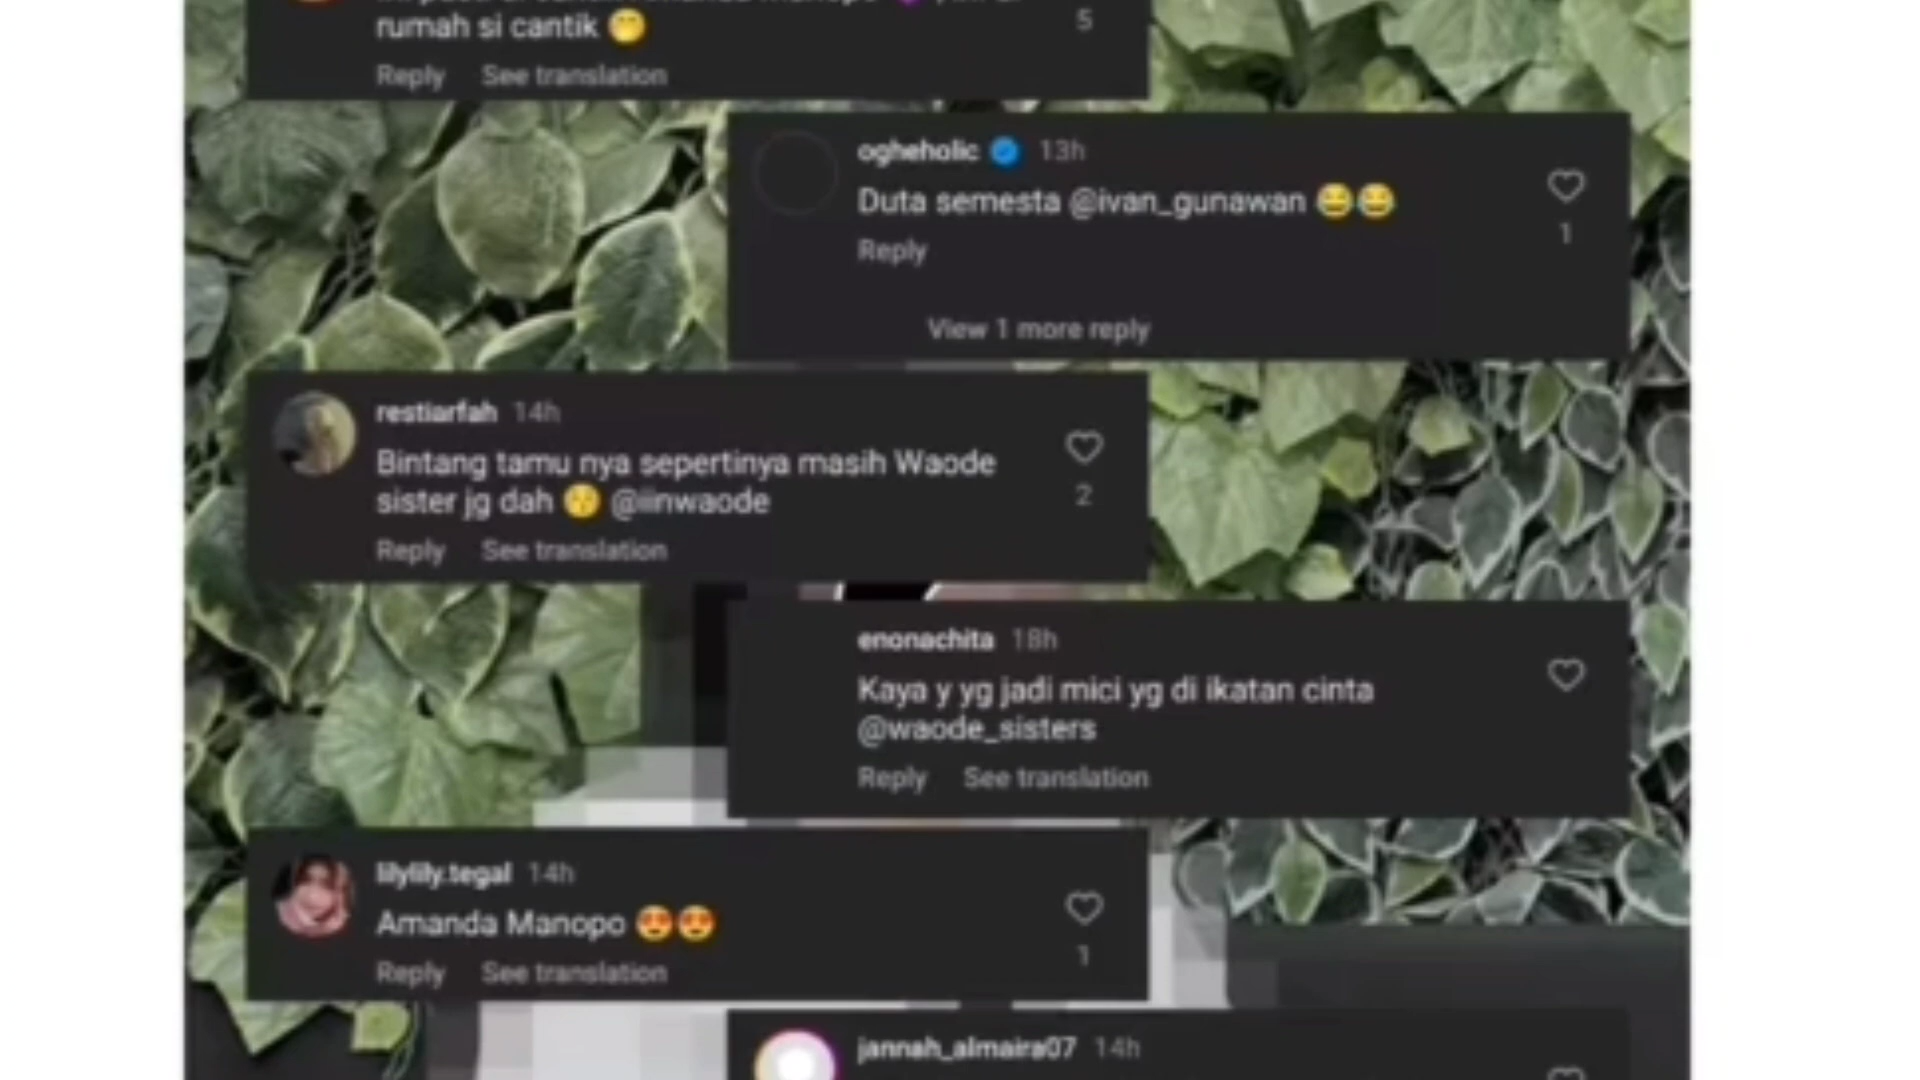 rumah si cantik 🤭
5
Reply See translation
ogheholic 13h
Duta semesta @ivan_gunawan 😂😂
1
Reply
View 1 more reply
restiarfah 14h
Bintang tamu nya sepertinya masih Waode
sister jg dah 😚 @iinwaode
2
Reply See translation
enonachita 18h
Kaya y yg jadi mici yg di ikatan cinta
@waode_sisters
Reply See translation
lilylily.tegal 14h
Amanda Manopo 😍😍
1
Reply See translation
jannah_almaira07 14h